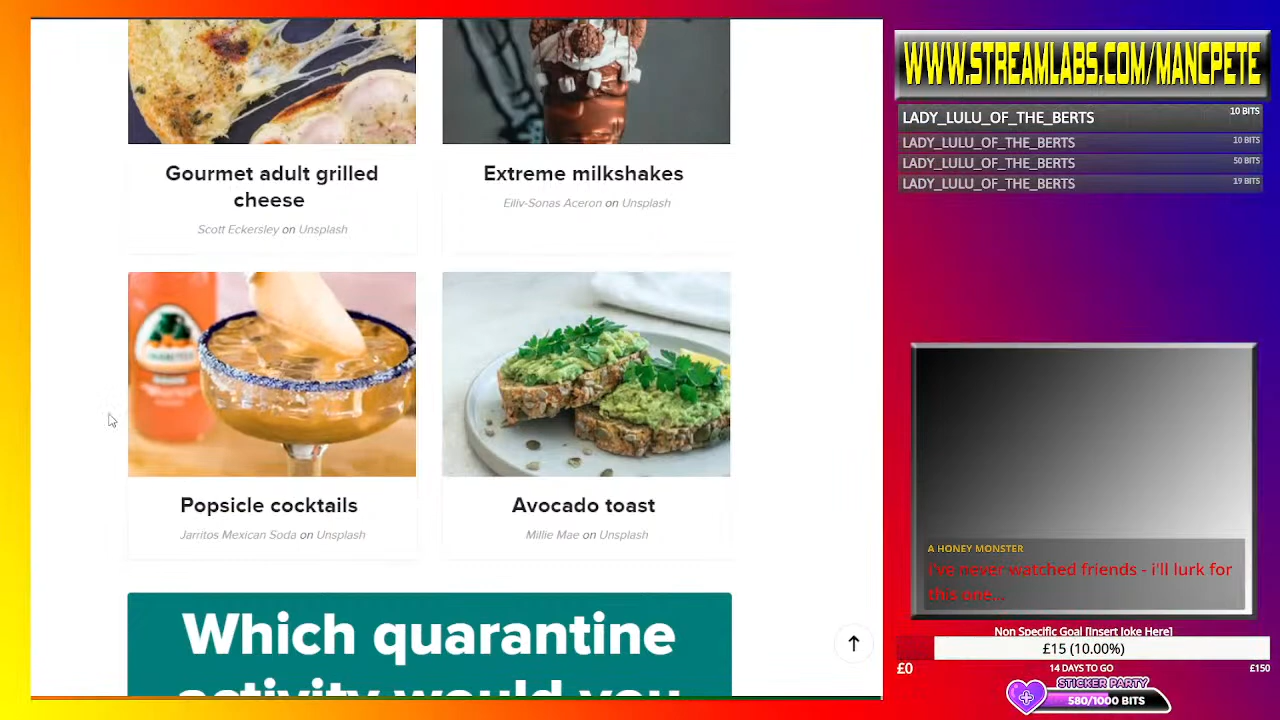 Gourmet adult grilled
cheese
Scott Eckersley on Unsplash
Extreme milkshakes
Eiliv-Sonas Aceron on Unsplash
Popsicle cocktails
Jarritos Mexican Soda on Unsplash
Avocado toast
Millie Mae on Unsplash
Which quarantine
activity would you
WWW.STREAMLABS.COM/MANCPETE
LADY_LULU_OF_THE_BERTS 10 BITS
LADY_LULU_OF_THE_BERTS 10 BITS
LADY_LULU_OF_THE_BERTS 50 BITS
LADY_LULU_OF_THE_BERTS 19 BITS
A HONEY MONSTER
I've never watched friends - i'll lurk for
this one...
Non Specific Goal [Insert Joke Here]
£15 (10.00%)
£0 14 DAYS TO GO £150
STICKER PARTY
580/1000 BITS